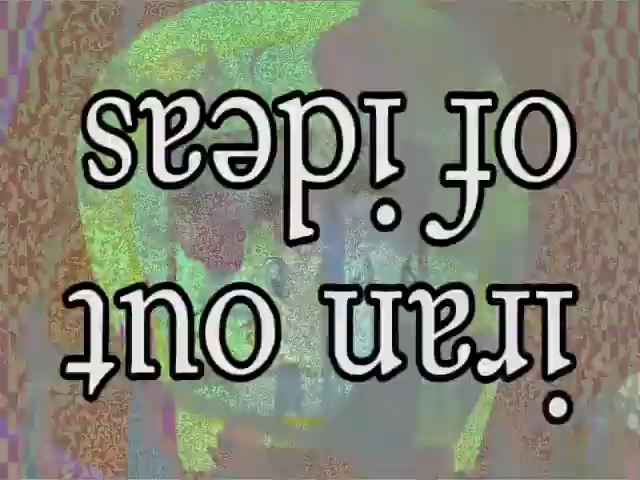 iran out
of ideas